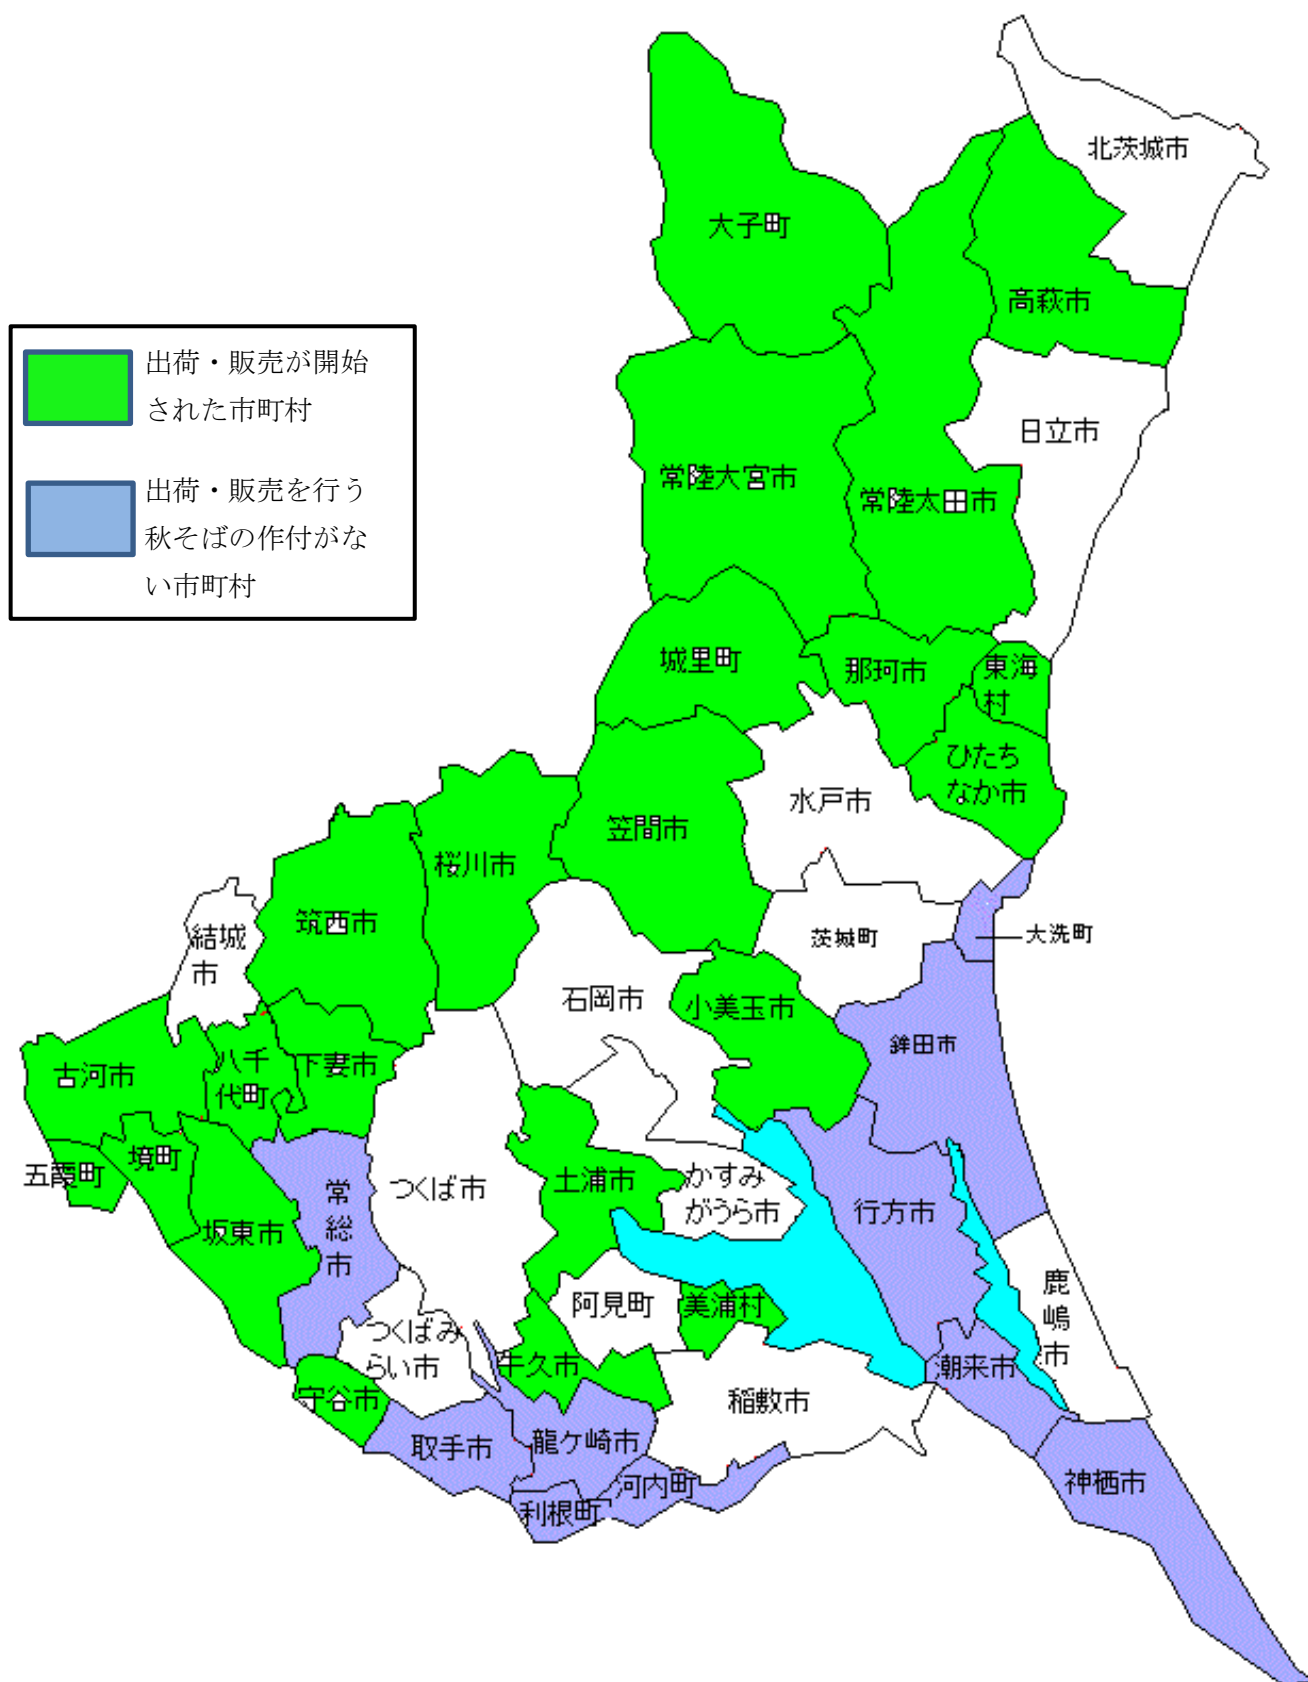 北茨城市
大子町
高萩市
出荷・販売が開始
された市町村
出荷・販売を行う
秋そばの作付がな
い市町村
日立市
常陸大宮市
常陸太田市
城里町
那珂市
東海
村
ひたち
なか市
水戸市
笠間市
桜川市
筑西市
結城
市
茨城町
大洗町
石岡市
小美玉市
鉾田市
古河市
八千
代町
下妻市
五霞町
境町
坂東市
常
総
市
つくば市
土浦市
かすみ
がうら市
行方市
鹿
嶋
市
阿見町
美浦村
つくばみ
らい市
牛久市
潮来市
守谷市
稲敷市
取手市
龍ケ崎市
河内町
利根町
神栖市